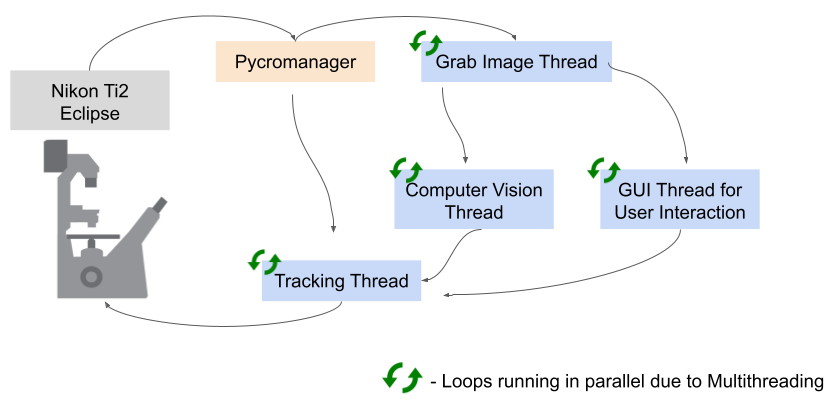 Nikon Ti2
Eclipse
Pycromanager
Grab Image Thread
Computer Vision
Thread
GUI Thread for
User Interaction
Tracking Thread
- Loops running in parallel due to Multithreading